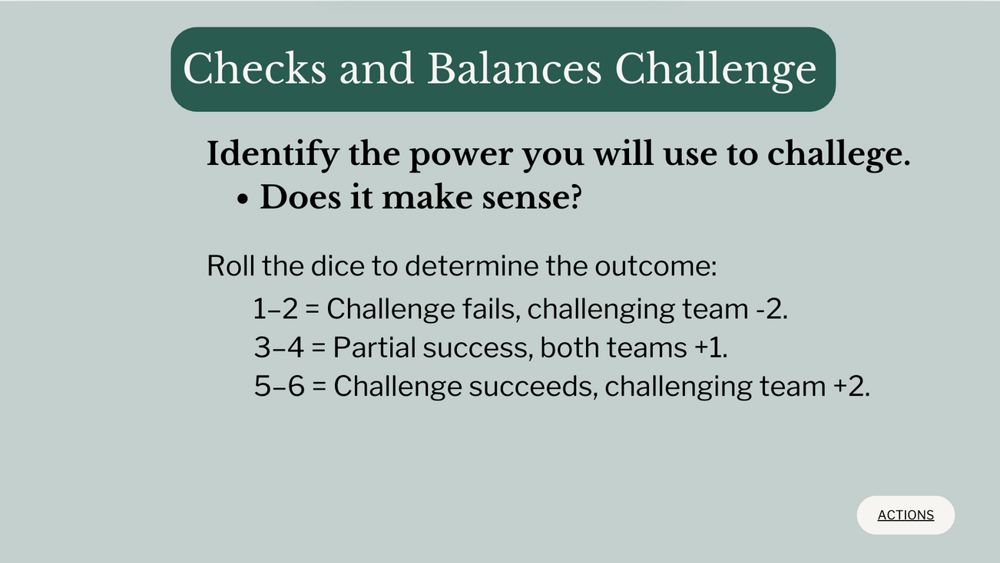 Checks and Balances Challenge
Identify the power you will use to challege.
• Does it make sense?
Roll the dice to determine the outcome:
1–2 = Challenge fails, challenging team -2.
3–4 = Partial success, both teams +1.
5–6 = Challenge succeeds, challenging team +2.
ACTIONS